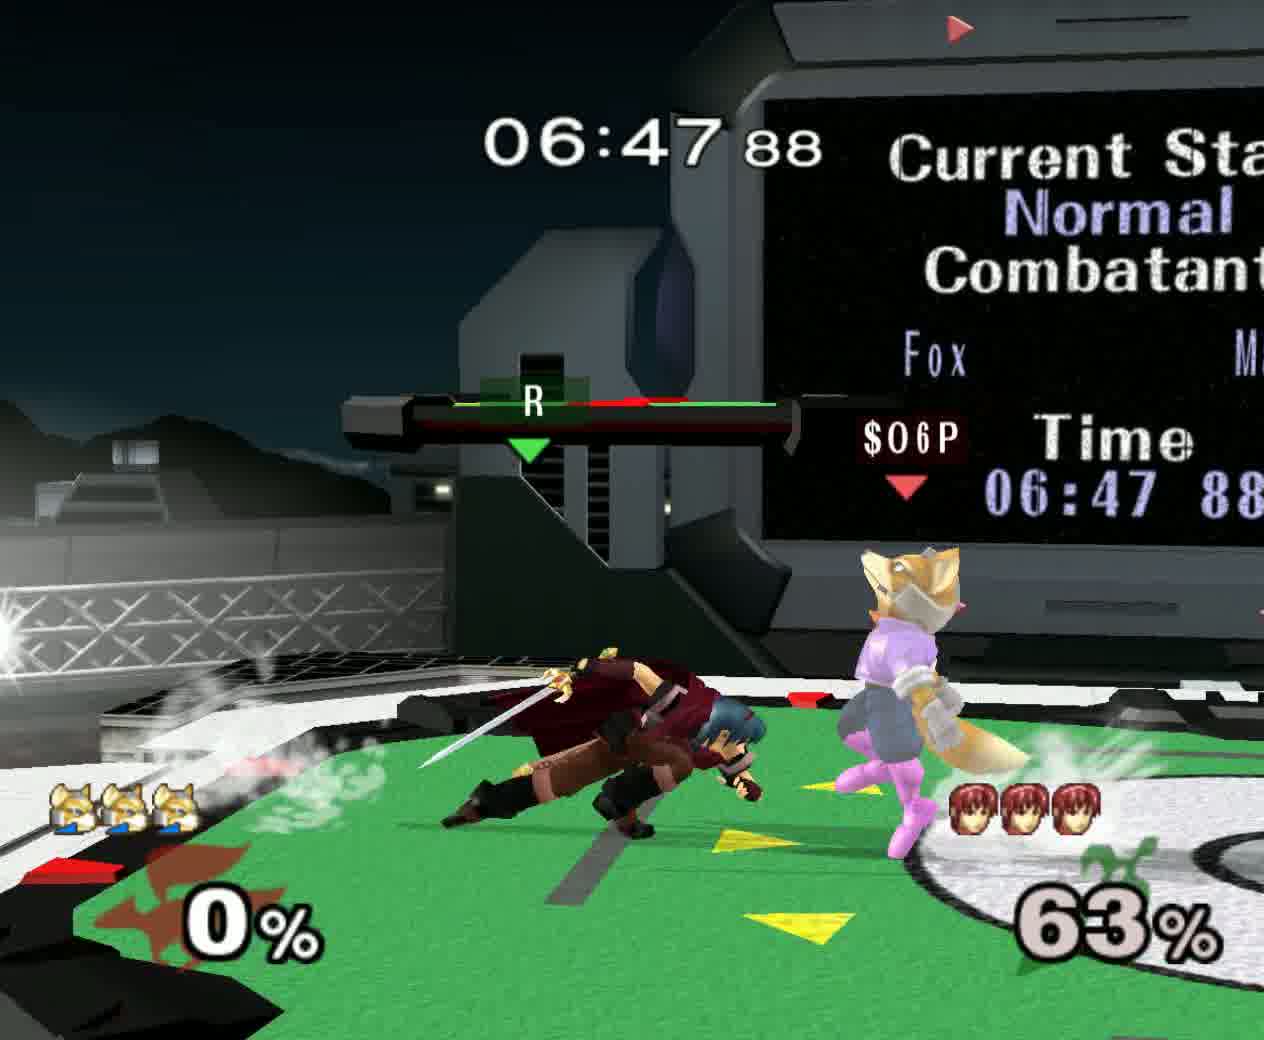 06:47 88
Current Sta
Normal
Combatant
Fox M
R
$06P
Time
06:47 88
0%
63%